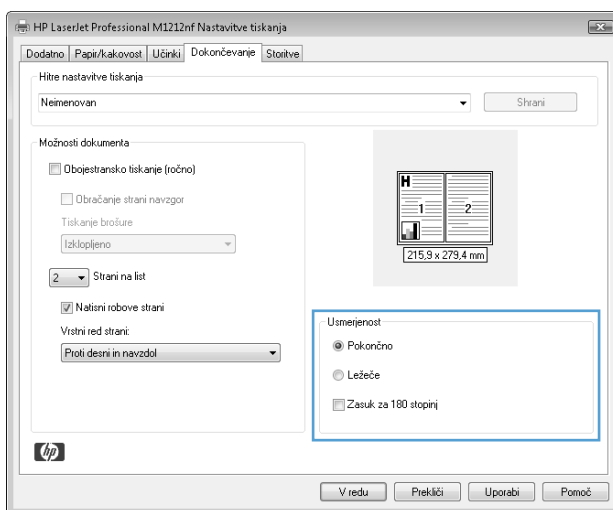 HP LaserJet Professional M1212nf Nastavitve tiskanja
Dodatno Papir/kakovost Učinki Dokončevanje Storitve
Hitre nastavitve tiskanja
Neimenovan Shrani
Možnosti dokumenta
Obojestransko tiskanje (ročno)
Obračanje strani navzgor
Tiskanje brošure
Izklopljeno
2 Strani na list
Natisni robove strani
Vrstni red strani:
Proti desni in navzdol
H
1 2
215,9 x 279,4 mm
Usmerjenost
Pokončno
Ležeče
Zasuk za 180 stopinj
hp
V redu Prekliči Uporabi Pomoč